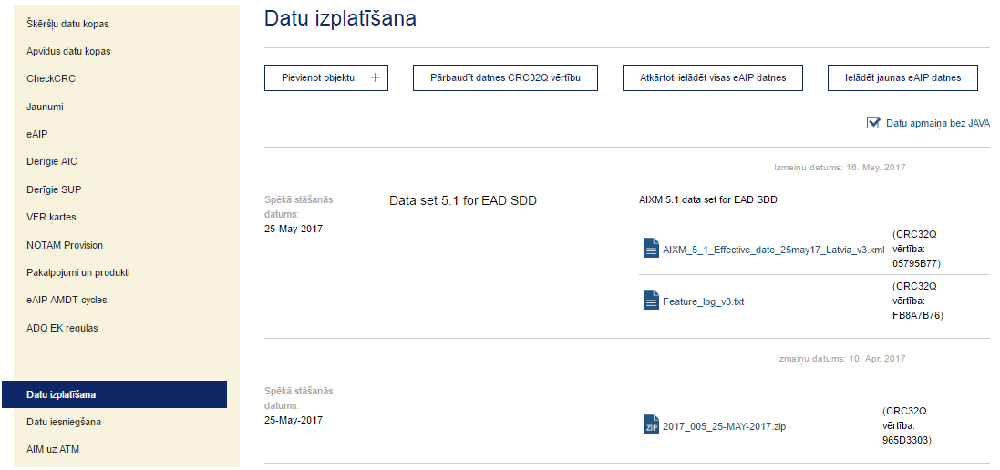 Šķēršļu datu kopas
Apvidus datu kopas
CheckCRC
Jaunumi
eAIP
Derīgie AIC
Derīgie SUP
VFR kartes
NOTAM Provision
Pakalpojumi un produkti
eAIP AMDT cycles
ADQ EK regulas
Datu izplatīšana
Datu iesniegšana
AIM uz ATM
Datu izplatīšana
Pievienot objektu +
Pārbaudīt datnes CRC32Q vērtību
Atkārtoti ielādēt visas eAIP datnes
Ielādēt jaunas eAIP datnes
Datu apmaiņa bez JAVA
Izmaiņu datums: 16. May. 2017
Spēkā stāšanās
datums:
25-May-2017
Data set 5.1 for EAD SDD
AIXM 5.1 data set for EAD SDD
AIXM_5_1_Effective_date_25may17_Latvia_v3.xml
(CRC32Q
vērtība:
05795B77)
Feature_log_v3.txt
(CRC32Q
vērtība:
FB8A7B76)
Izmaiņu datums: 10. Apr. 2017
Spēkā stāšanās
datums:
25-May-2017
ZIP
2017_005_25-MAY-2017.zip
(CRC32Q
vērtība:
965D3303)